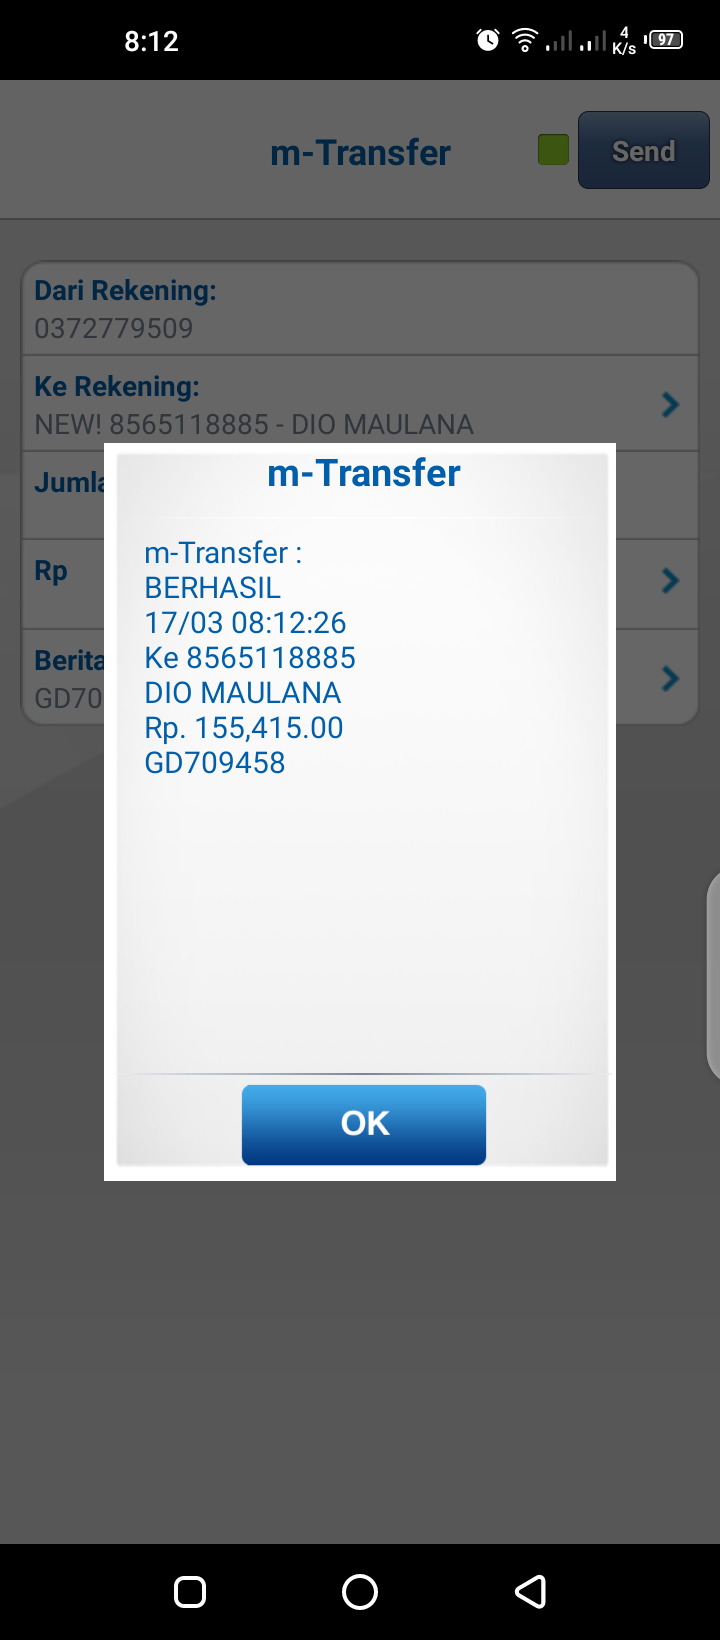 8:12
4
K/s
97
m-Transfer
Send
Dari Rekening:
0372779509
Ke Rekening:
NEW! 8565118885 - DIO MAULANA
Jumla
Rp
Berita
GD70
m-Transfer
m-Transfer :
BERHASIL
17/03 08:12:26
Ke 8565118885
DIO MAULANA
Rp. 155,415.00
GD709458
OK